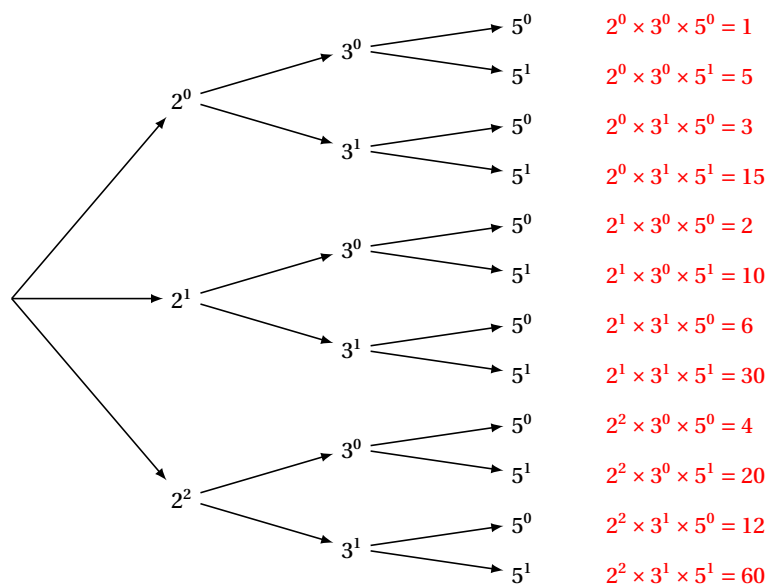 5⁰ 2⁰ × 3⁰ × 5⁰ = 1
3⁰
5¹ 2⁰ × 3⁰ × 5¹ = 5
2⁰
5⁰ 2⁰ × 3¹ × 5⁰ = 3
3¹
5¹ 2⁰ × 3¹ × 5¹ = 15
5⁰ 2¹ × 3⁰ × 5⁰ = 2
3⁰
5¹ 2¹ × 3⁰ × 5¹ = 10
2¹
5⁰ 2¹ × 3¹ × 5⁰ = 6
3¹
5¹ 2¹ × 3¹ × 5¹ = 30
5⁰ 2² × 3⁰ × 5⁰ = 4
3⁰
5¹ 2² × 3⁰ × 5¹ = 20
2²
5⁰ 2² × 3¹ × 5⁰ = 12
3¹
5¹ 2² × 3¹ × 5¹ = 60